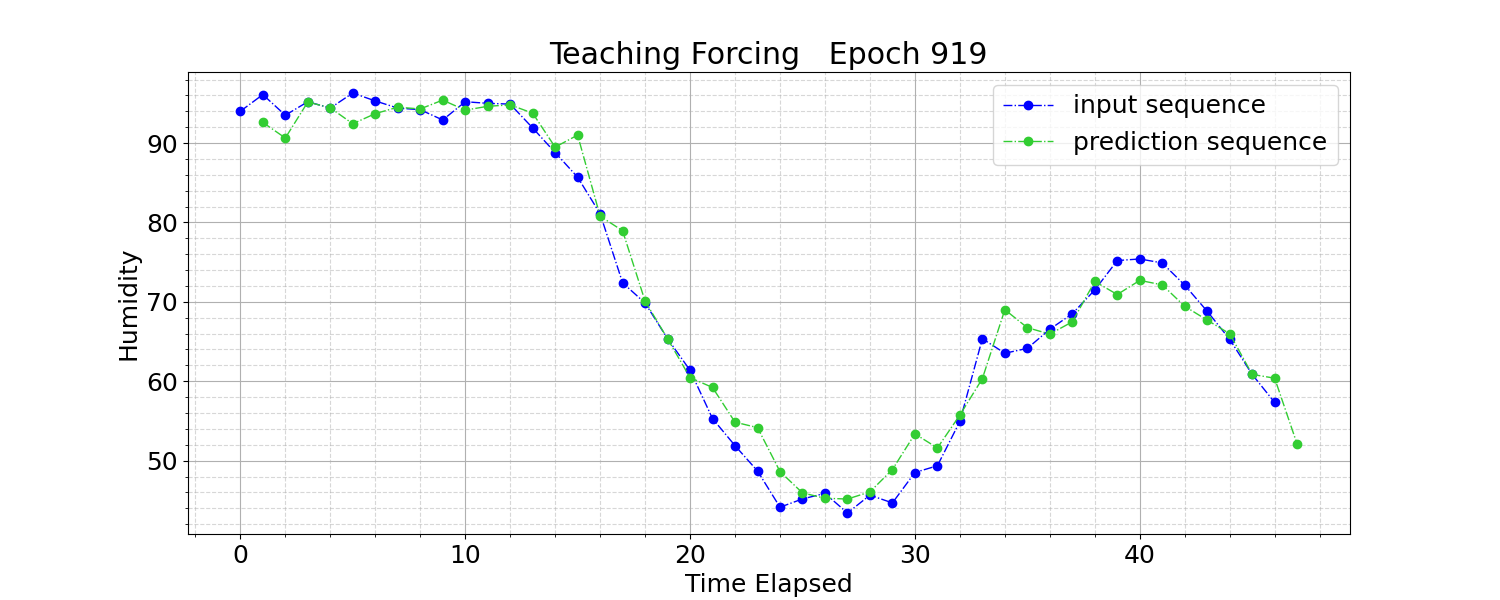 Teaching Forcing   Epoch 919
input sequence
prediction sequence
90
80
70
60
50
Humidity
0 10 20 30 40
Time Elapsed